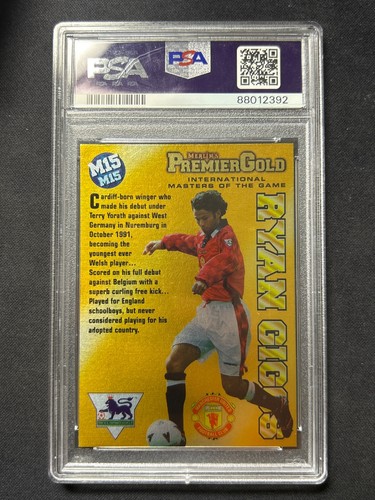 PSA
PSA
88012392
M15
M15
MERLIN'S
PREMIER GOLD
INTERNATIONAL
MASTERS OF THE GAME
RYAN GIGGS
Cardiff-born winger who
made his debut under
Terry Yorath against West
Germany in Nuremburg in
October 1991,
becoming the
youngest ever
Welsh player...
Scored on his full debut
against Belgium with a
superb curling free kick...
Played for England
schoolboys, but never
considered playing for his
adopted country.